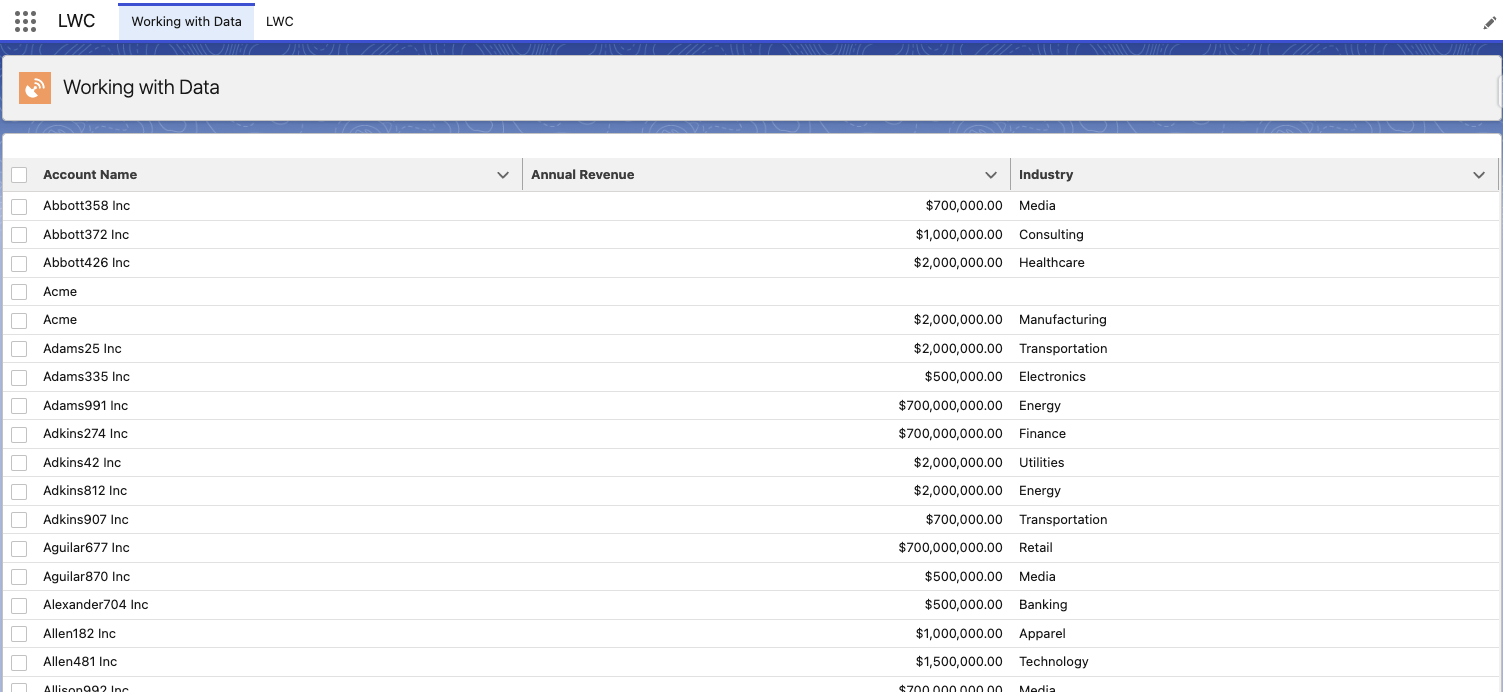 LWC Working with Data LWC
Working with Data
Account Name Annual Revenue Industry
Abbott358 Inc $700,000.00 Media
Abbott372 Inc $1,000,000.00 Consulting
Abbott426 Inc $2,000,000.00 Healthcare
Acme
Acme $2,000,000.00 Manufacturing
Adams25 Inc $2,000,000.00 Transportation
Adams335 Inc $500,000.00 Electronics
Adams991 Inc $700,000,000.00 Energy
Adkins274 Inc $700,000,000.00 Finance
Adkins42 Inc $2,000,000.00 Utilities
Adkins812 Inc $2,000,000.00 Energy
Adkins907 Inc $700,000.00 Transportation
Aguilar677 Inc $700,000,000.00 Retail
Aguilar870 Inc $500,000.00 Media
Alexander704 Inc $500,000.00 Banking
Allen182 Inc $1,000,000.00 Apparel
Allen481 Inc $1,500,000.00 Technology
Allison992 Inc $700,000,000.00 Media